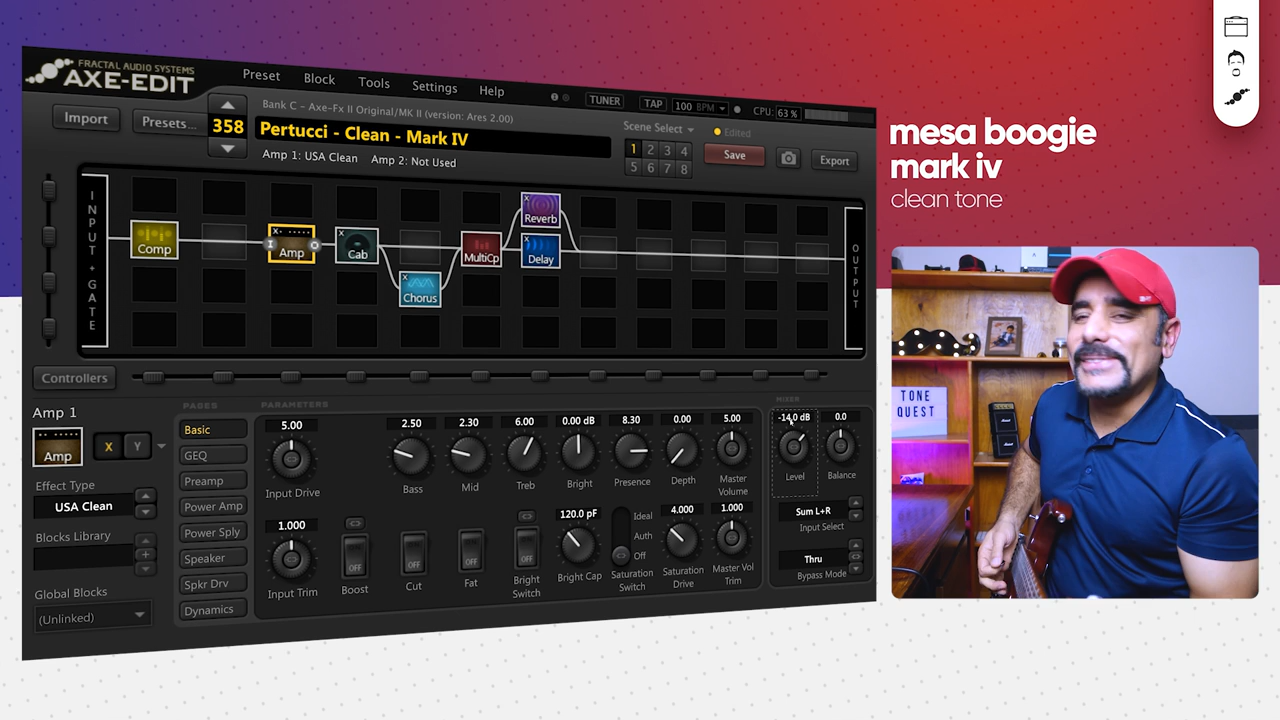 FRACTAL AUDIO SYSTEMS
AXE-EDIT
Preset Block Tools Settings Help
TUNER TAP 100 BPM CPU: 63 %
Import Presets...
358
Bank C - Axe-Fx II Original/MK II (version: Ares 2.00)
Pertucci - Clean - Mark IV
Amp 1: USA Clean Amp 2: Not Used
Scene Select
1 2 3 4
5 6 7 8
Edited
Save
Export
INPUT + GATE
Comp
Amp
Cab
Chorus
MultiCp
Reverb
Delay
OUTPUT
Controllers
Amp 1
Amp
X Y
Effect Type
USA Clean
Blocks Library
Global Blocks
(Unlinked)
PAGES
Basic
GEQ
Preamp
Power Amp
Power Sply
Speaker
Spkr Drv
Dynamics
PARAMETERS
5.00 2.50 2.30 6.00 0.00 dB 8.30 0.00 5.00
Input Drive Bass Mid Treb Bright Presence Depth Master Volume
1.000 120.0 pF Ideal 4.000 1.000
Auth
Off
OFF OFF OFF OFF
Input Trim Boost Cut Fat Bright Switch Bright Cap Saturation Switch Saturation Drive Master Vol Trim
MIXER
-14.0 dB 0.0
Level Balance
Sum L+R
Input Select
Thru
Bypass Mode
mesa boogie
mark iv
clean tone
TONE
QUEST